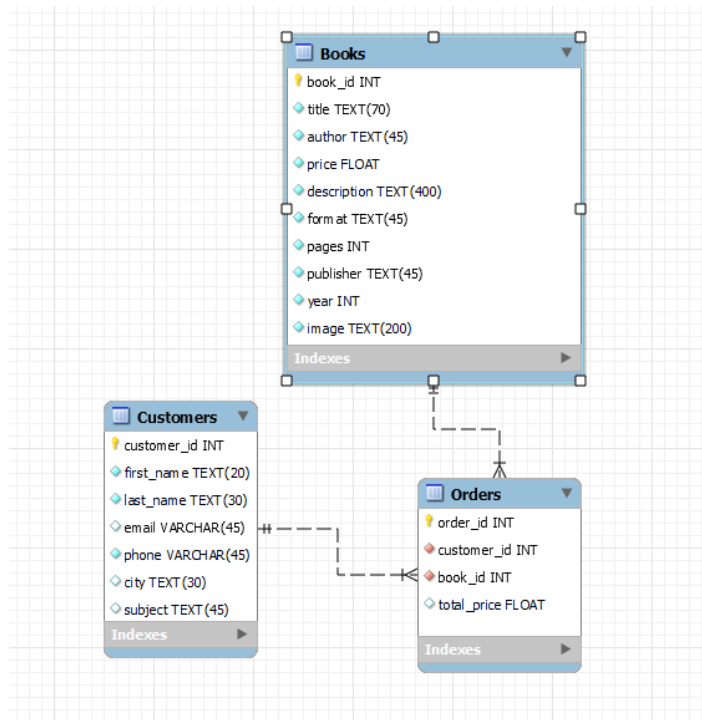 Books
book_id INT
title TEXT(70)
author TEXT(45)
price FLOAT
description TEXT(400)
format TEXT(45)
pages INT
publisher TEXT(45)
year INT
image TEXT(200)
Indexes
Customers
customer_id INT
first_name TEXT(20)
last_name TEXT(30)
email VARCHAR(45)
phone VARCHAR(45)
city TEXT(30)
subject TEXT(45)
Indexes
Orders
order_id INT
customer_id INT
book_id INT
total_price FLOAT
Indexes